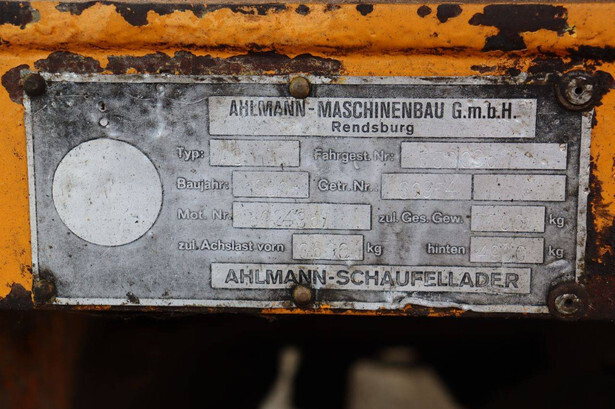 AHLMANN-MASCHINENBAU G.m.b.H.
Rendsburg
Typ: Fahrgest. Nr.:
Baujahr: Getr. Nr.:
Mot. Nr. zul Ges. Gew. kg
zul. Achslast vorn kg hinten kg
AHLMANN-SCHAUFELLADER